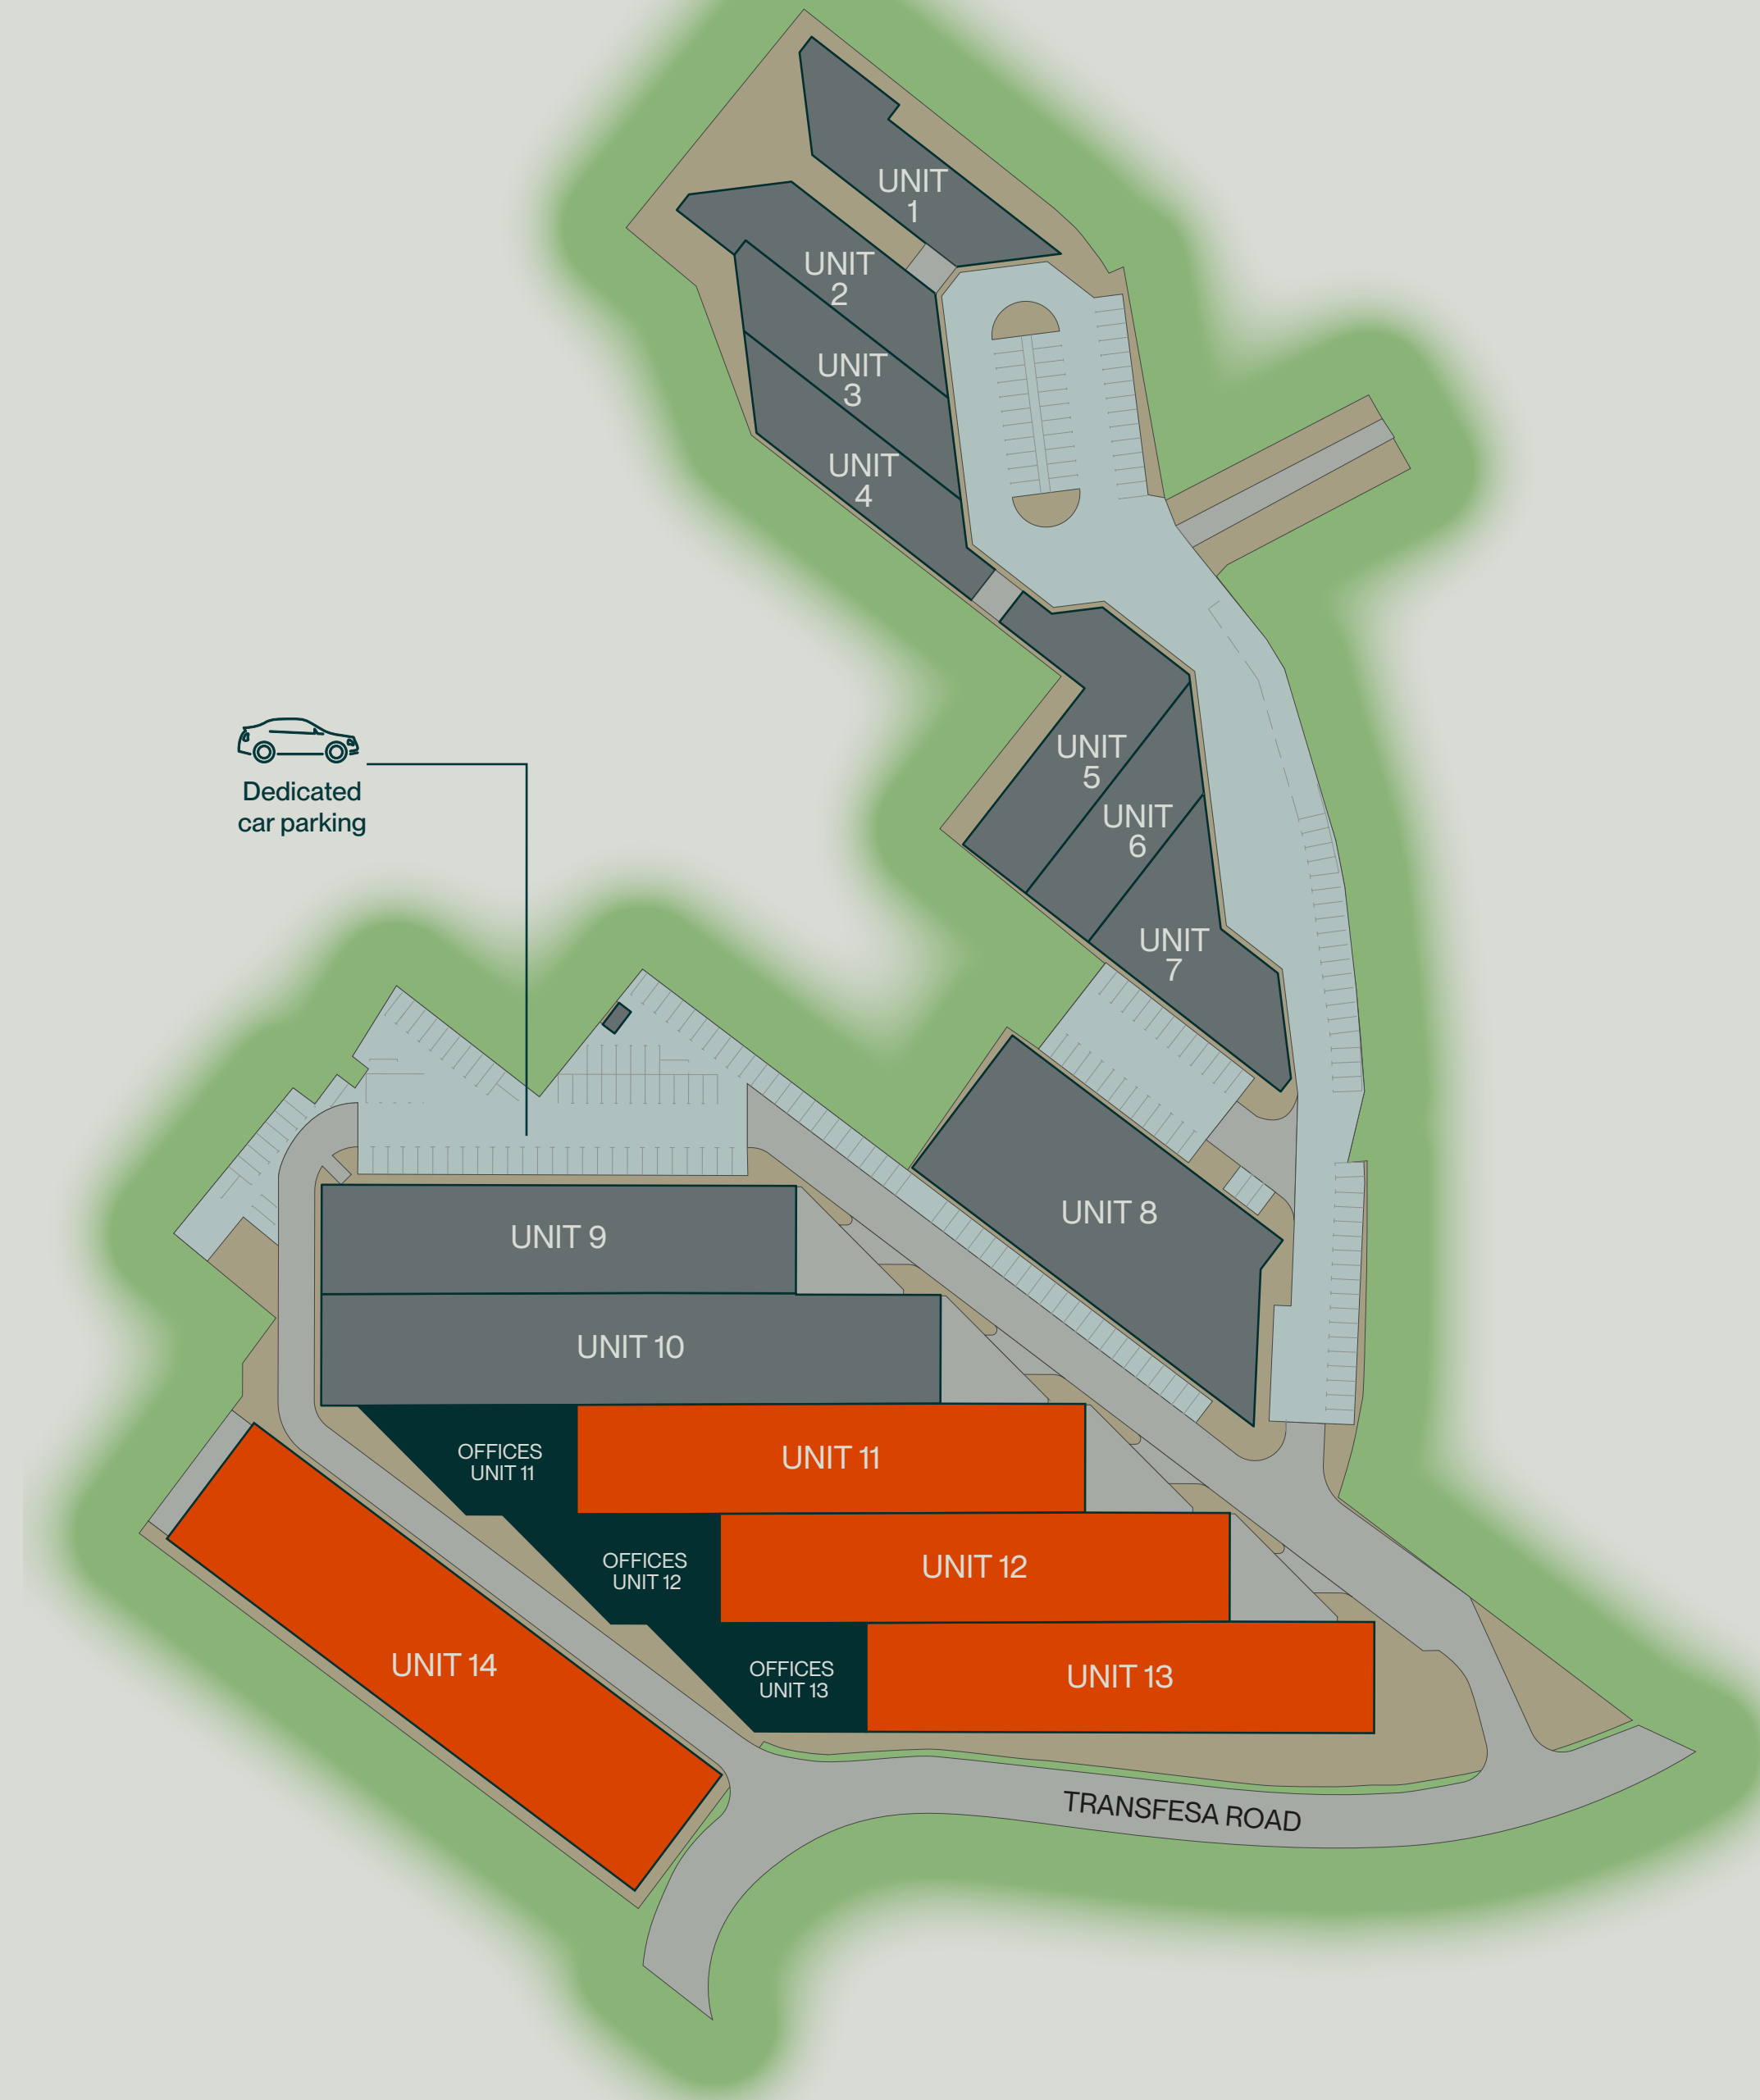 UNIT
1
UNIT
2
UNIT
3
UNIT
4
UNIT
5
UNIT
6
UNIT
7
Dedicated
car parking
UNIT 8
UNIT 9
UNIT 10
OFFICES
UNIT 11
UNIT 11
OFFICES
UNIT 12
UNIT 12
OFFICES
UNIT 13
UNIT 13
UNIT 14
TRANSFESA ROAD